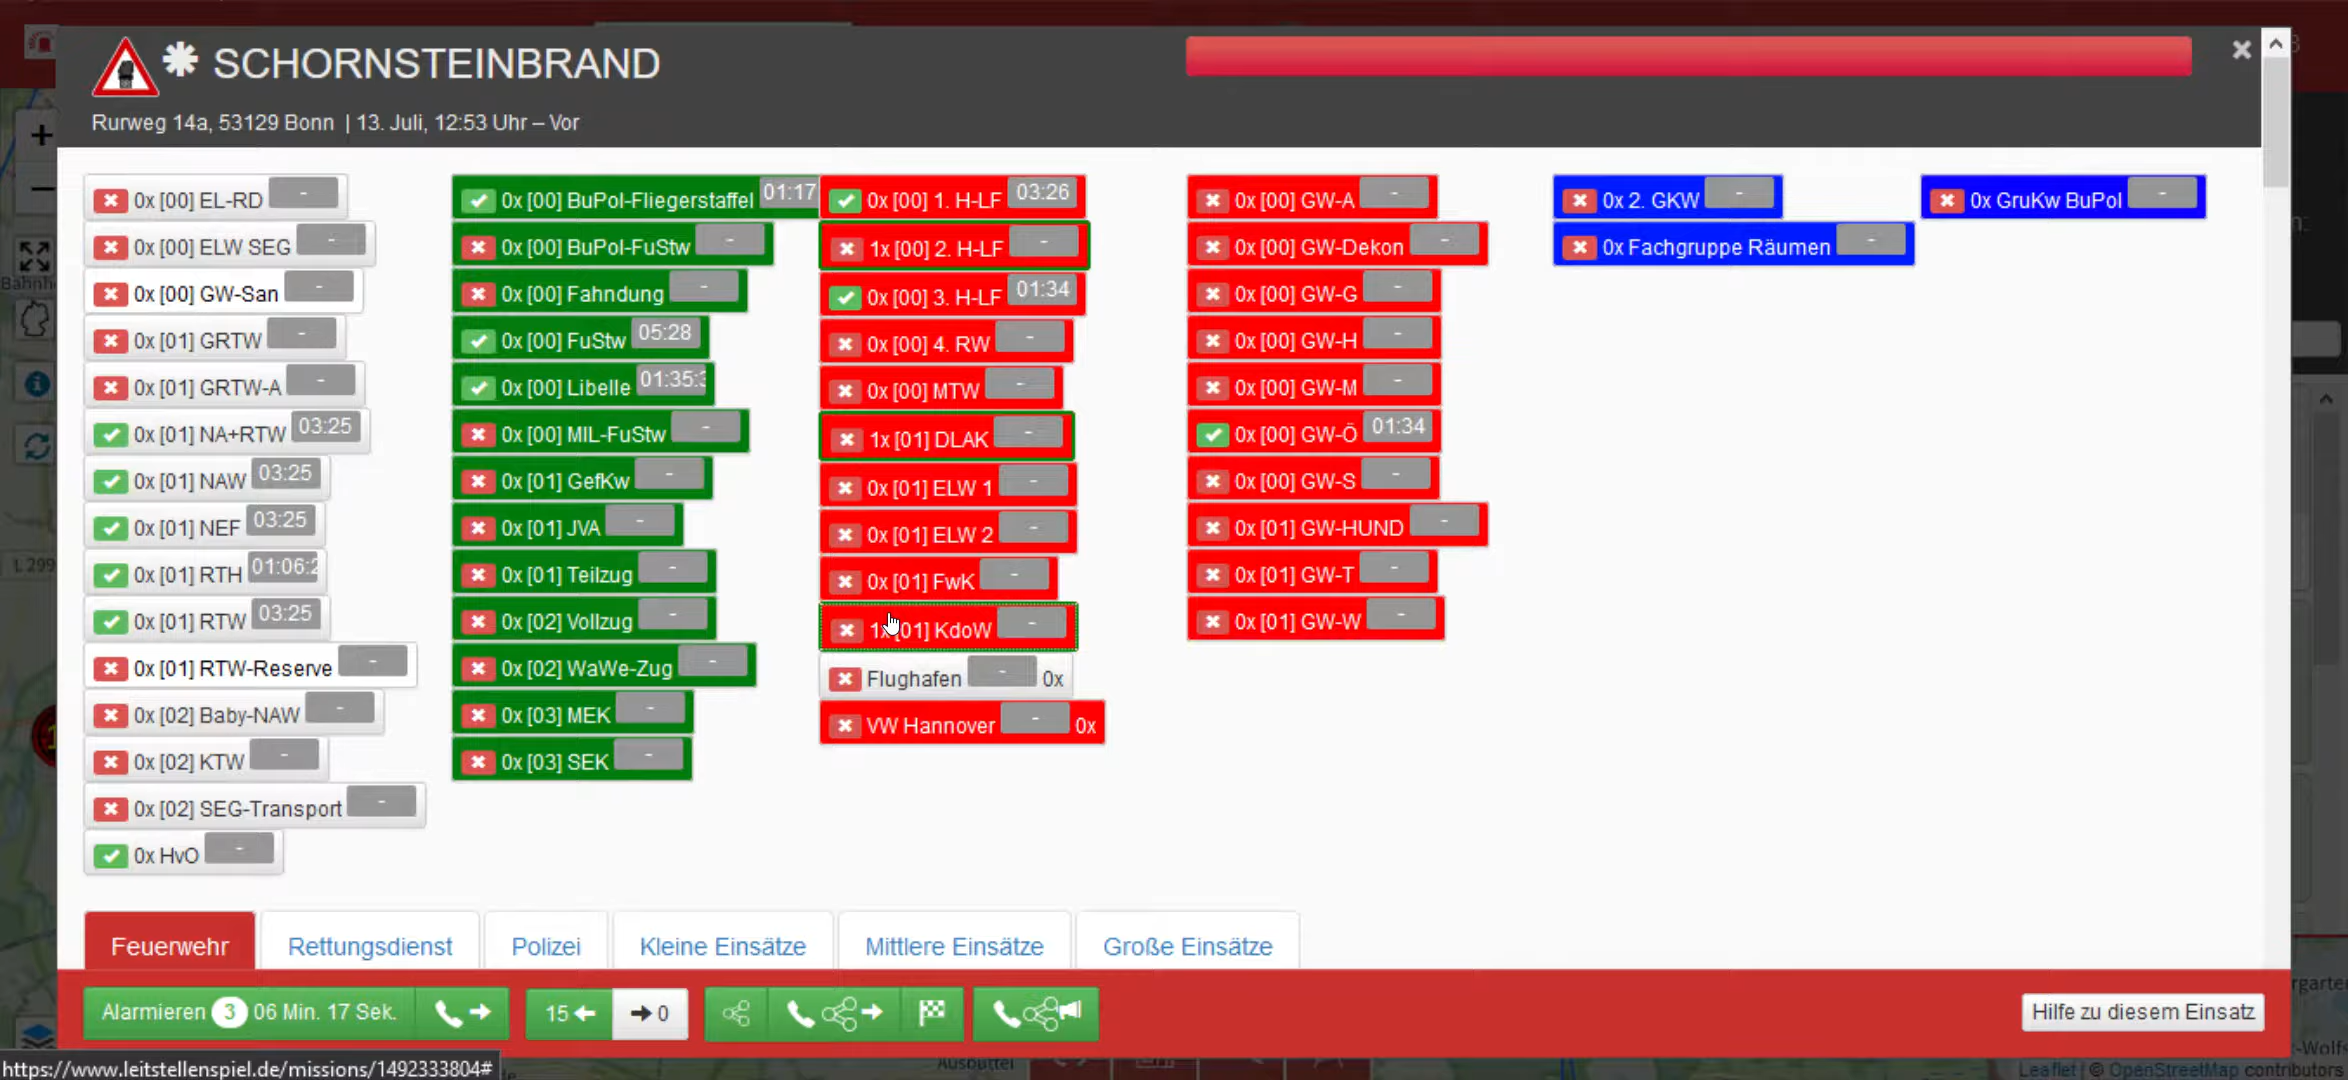 SCHORNSTEINBRAND
Rurweg 14a, 53129 Bonn | 13. Juli, 12:53 Uhr – Vor
0x [00] EL-RD -
0x [00] ELW SEG -
0x [00] GW-San -
0x [01] GRTW -
0x [01] GRTW-A -
0x [01] NA+RTW 03:25
0x [01] NAW 03:25
0x [01] NEF 03:25
0x [01] RTH 01:06:2
0x [01] RTW 03:25
0x [01] RTW-Reserve -
0x [02] Baby-NAW -
0x [02] KTW -
0x [02] SEG-Transport -
0x HvO -
0x [00] BuPol-Fliegerstaffel 01:17
0x [00] BuPol-FuStw -
0x [00] Fahndung -
0x [00] FuStw 05:28
0x [00] Libelle 01:35:3
0x [00] MIL-FuStw -
0x [01] GefKw -
0x [01] JVA -
0x [01] Teilzug -
0x [02] Vollzug -
0x [02] WaWe-Zug -
0x [03] MEK -
0x [03] SEK -
0x [00] 1. H-LF 03:26
1x [00] 2. H-LF -
0x [00] 3. H-LF 01:34
0x [00] 4. RW -
0x [00] MTW -
1x [01] DLAK -
0x [01] ELW 1 -
0x [01] ELW 2 -
0x [01] FwK -
1x [01] KdoW -
Flughafen - 0x
VW Hannover - 0x
0x [00] GW-A -
0x [00] GW-Dekon -
0x [00] GW-G -
0x [00] GW-H -
0x [00] GW-M -
0x [00] GW-Ö 01:34
0x [00] GW-S -
0x [01] GW-HUND -
0x [01] GW-T -
0x [01] GW-W -
0x 2. GKW -
0x Fachgruppe Räumen -
0x GruKw BuPol -
Feuerwehr Rettungsdienst Polizei Kleine Einsätze Mittlere Einsätze Große Einsätze
Alarmieren 3 06 Min. 17 Sek. 15 0 Hilfe zu diesem Einsatz
https://www.leitstellenspiel.de/missions/1492333804#
L 299
Ausbüttel
Leaflet | © OpenStreetMap contributors